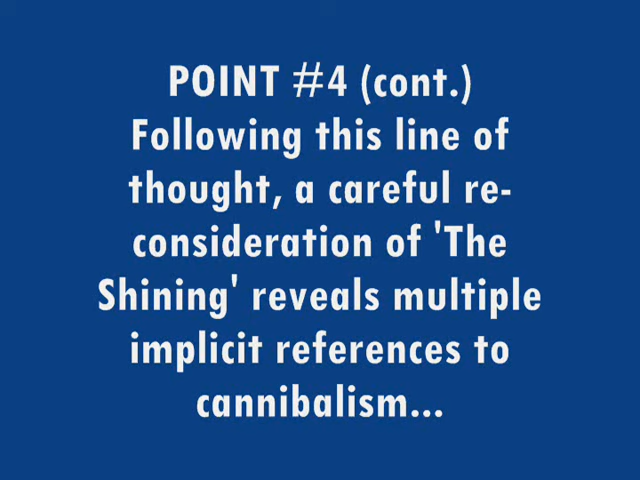 POINT #4 (cont.)
Following this line of
thought, a careful re-
consideration of 'The
Shining' reveals multiple
implicit references to
cannibalism...